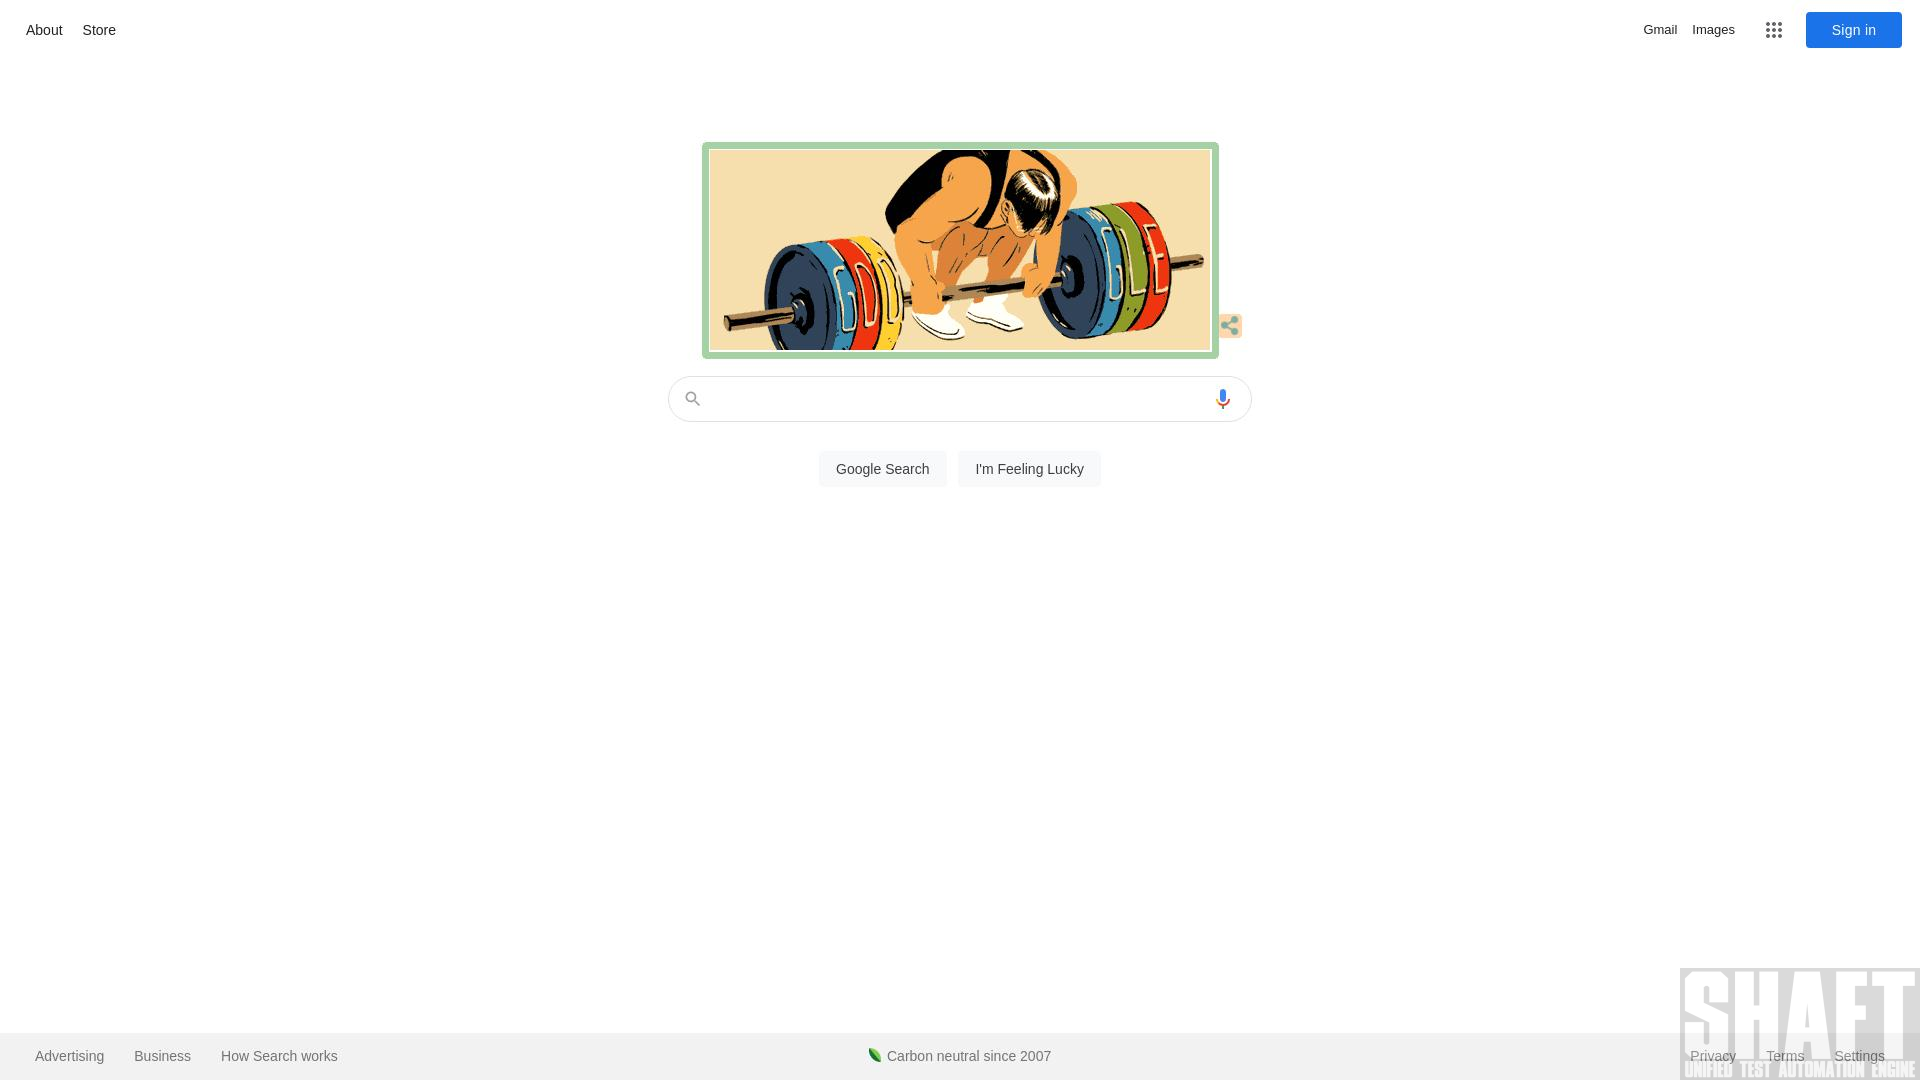 About Store
Gmail Images Sign in
Google Search I'm Feeling Lucky
Advertising Business How Search works
Carbon neutral since 2007
Privacy Terms Settings
SHAFT
UNIFIED TEST AUTOMATION ENGINE